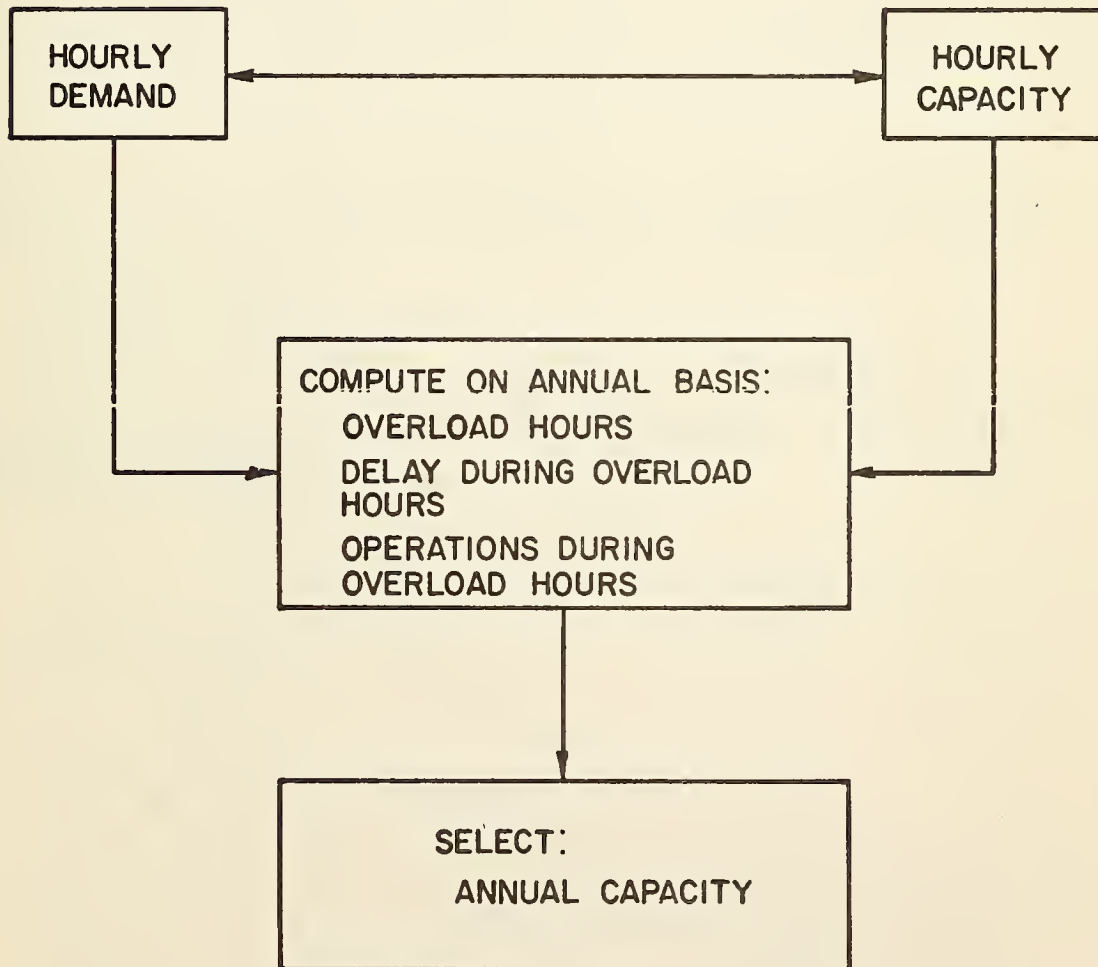 HOURLY
DEMAND
HOURLY
CAPACITY
COMPUTE ON ANNUAL BASIS:
OVERLOAD HOURS
DELAY DURING OVERLOAD
HOURS
OPERATIONS DURING
OVERLOAD HOURS
SELECT:
ANNUAL CAPACITY